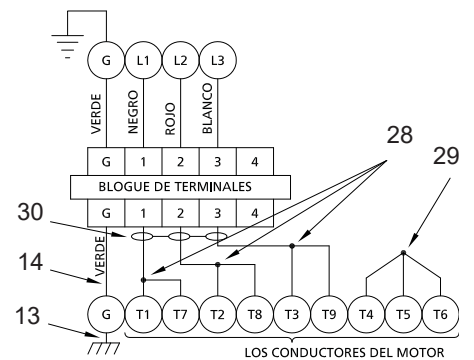 G L1 L2 L3
VERDE
NEGRO
ROJO
BLANCO
28
29
G 1 2 3 4
BLOGUE DE TERMINALES
G 1 2 3 4
30
14
VERDE
13
G T1 T7 T2 T8 T3 T9 T4 T5 T6
LOS CONDUCTORES DEL MOTOR